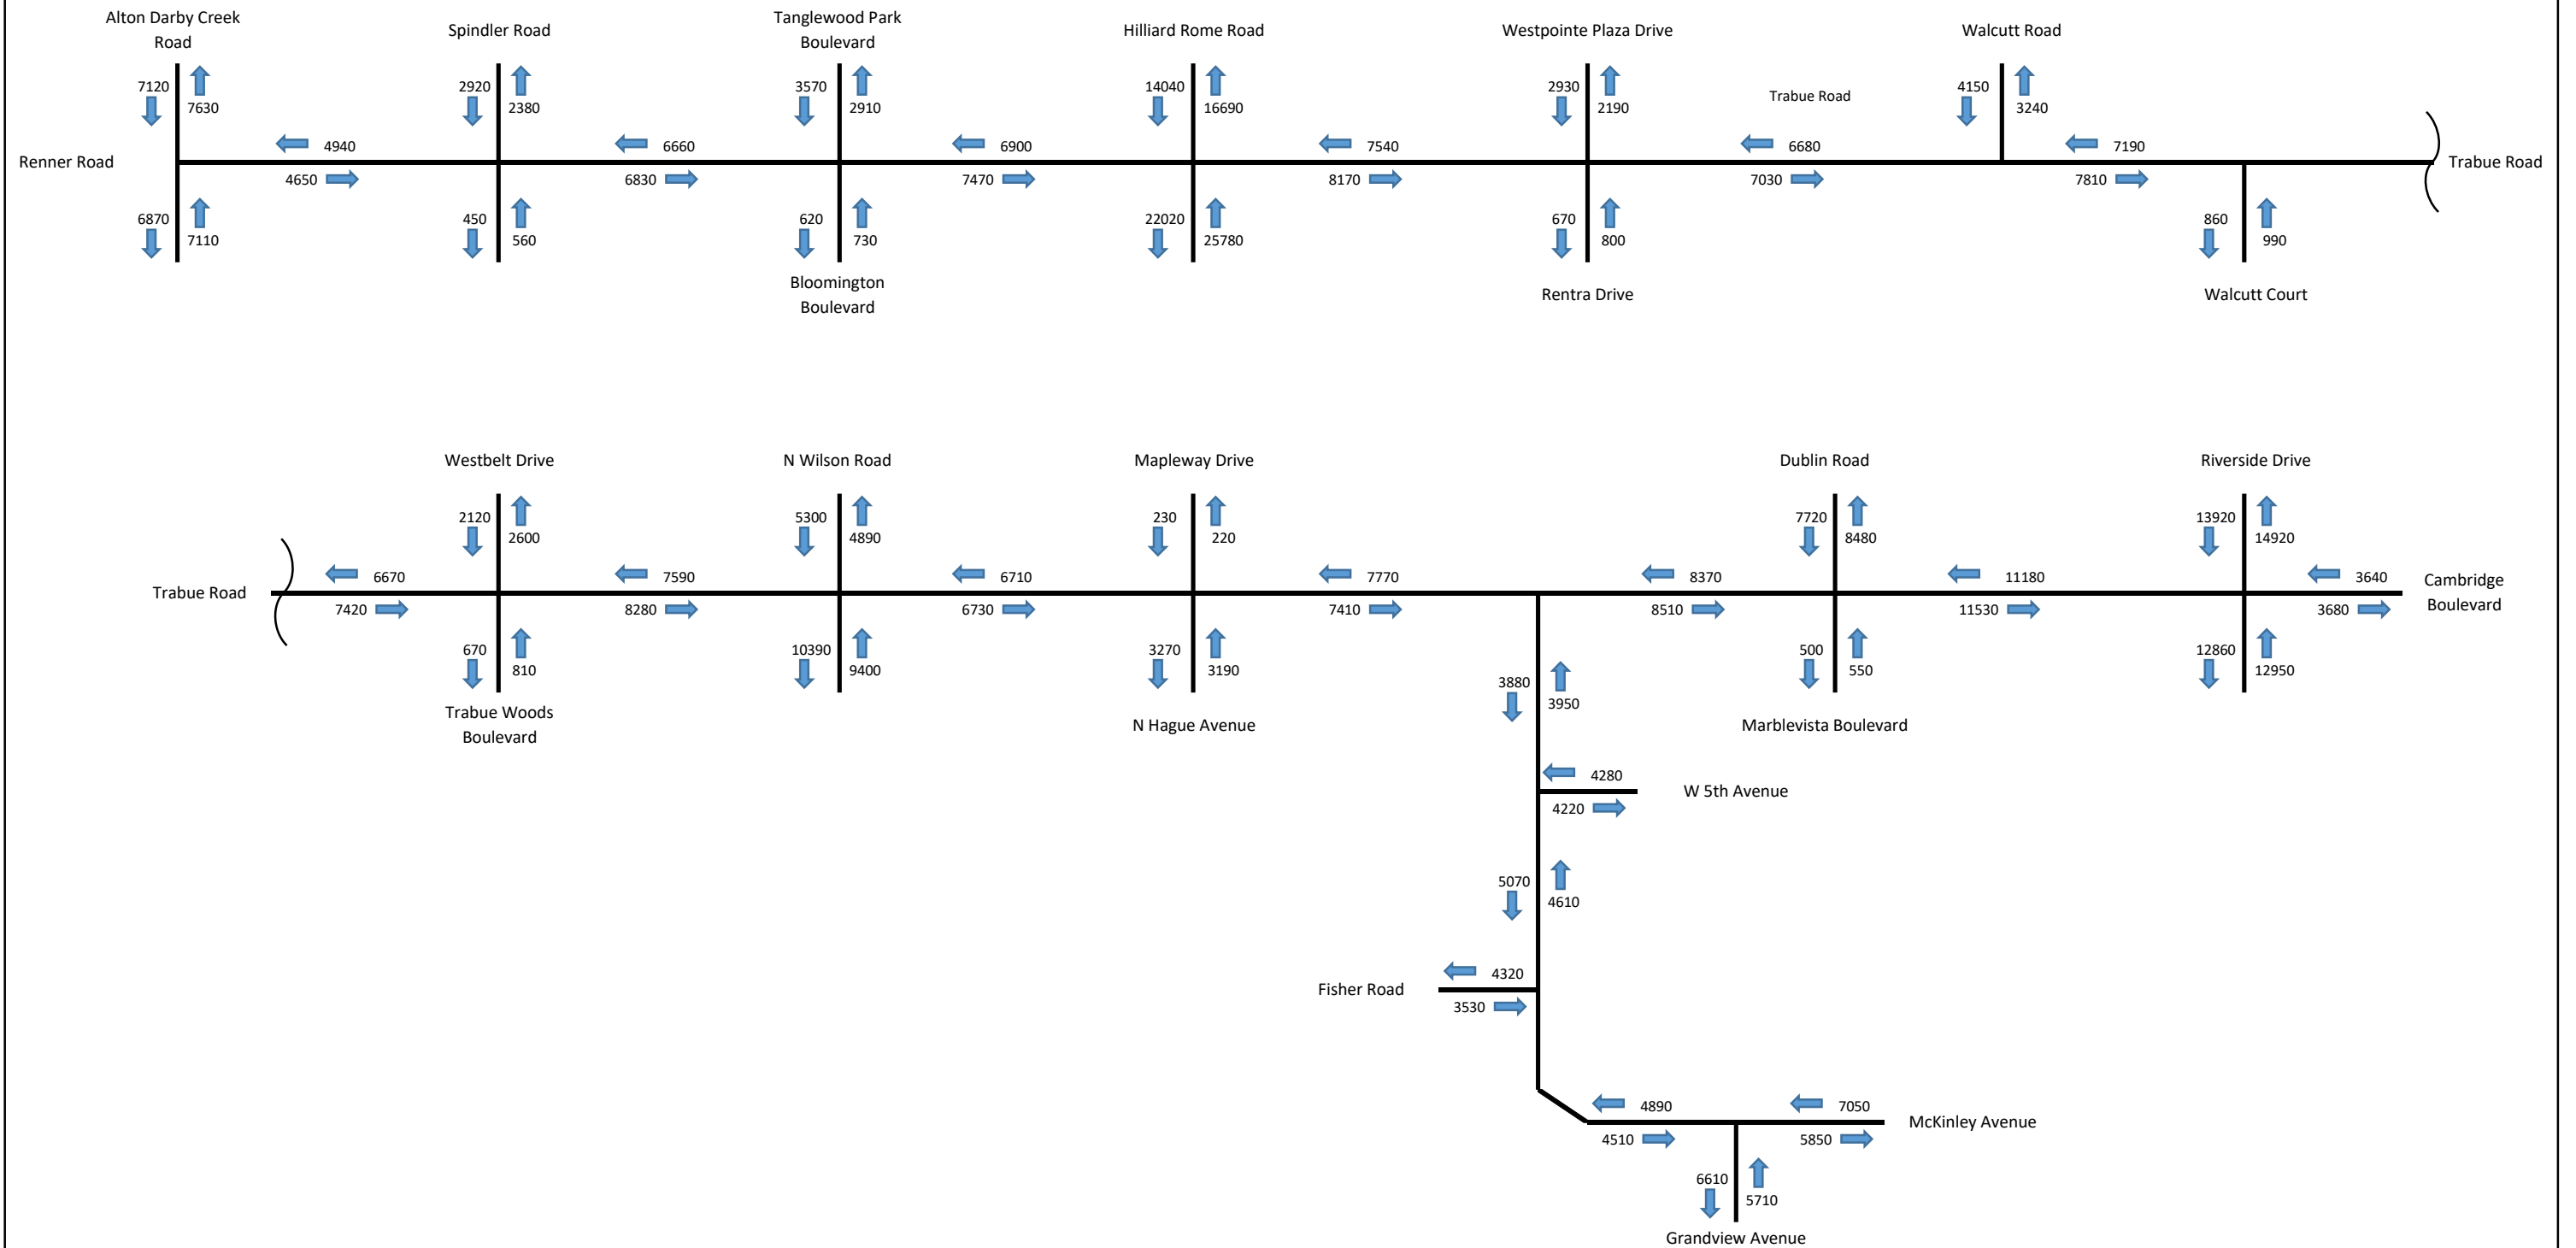 Alton Darby Creek
Road
Spindler Road
Tanglewood Park
Boulevard
Hilliard Rome Road
Westpointe Plaza Drive
Walcutt Road
7120
7630
2920
2380
3570
2910
14040
16690
2930
2190
Trabue Road
4150
3240
Renner Road
4940
6660
6900
7540
6680
7190
Trabue Road
4650
6830
7470
8170
7030
7810
6870
7110
450
560
620
730
22020
25780
670
800
860
990
Bloomington
Boulevard
Rentra Drive
Walcutt Court
Westbelt Drive
N Wilson Road
Mapleway Drive
Dublin Road
Riverside Drive
2120
2600
5300
4890
230
220
7720
8480
13920
14920
Trabue Road
6670
7590
6710
7770
8370
11180
3640
Cambridge
Boulevard
7420
8280
6730
7410
8510
11530
3680
670
810
10390
9400
3270
3190
3880
3950
500
550
12860
12950
Trabue Woods
Boulevard
N Hague Avenue
Marblevista Boulevard
4280
W 5th Avenue
4220
5070
4610
4320
Fisher Road
3530
4890
7050
McKinley Avenue
4510
5850
6610
5710
Grandview Avenue